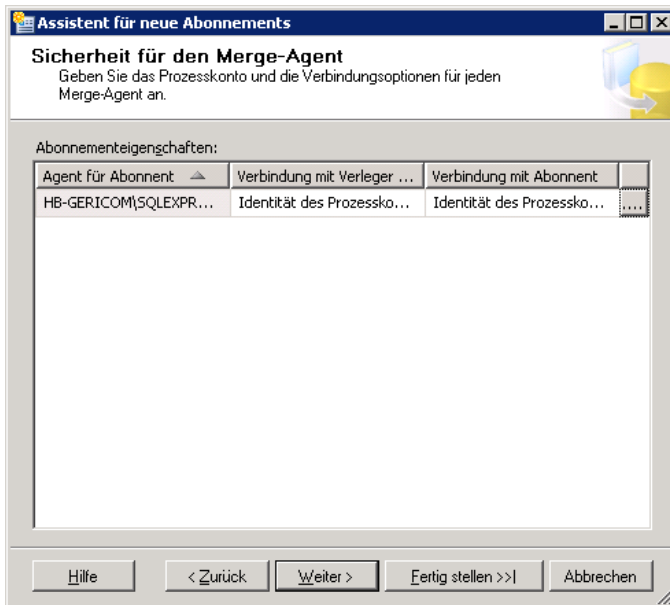 Assistent für neue Abonnements
Sicherheit für den Merge-Agent
Geben Sie das Prozesskonto und die Verbindungsoptionen für jeden
Merge-Agent an.
Abonnementeigenschaften:
Agent für Abonnent Verbindung mit Verleger ... Verbindung mit Abonnent
HB-GERICOM\SQLEXPR... Identität des Prozessko... Identität des Prozessko... ....
Hilfe < Zurück Weiter > Fertig stellen >>| Abbrechen